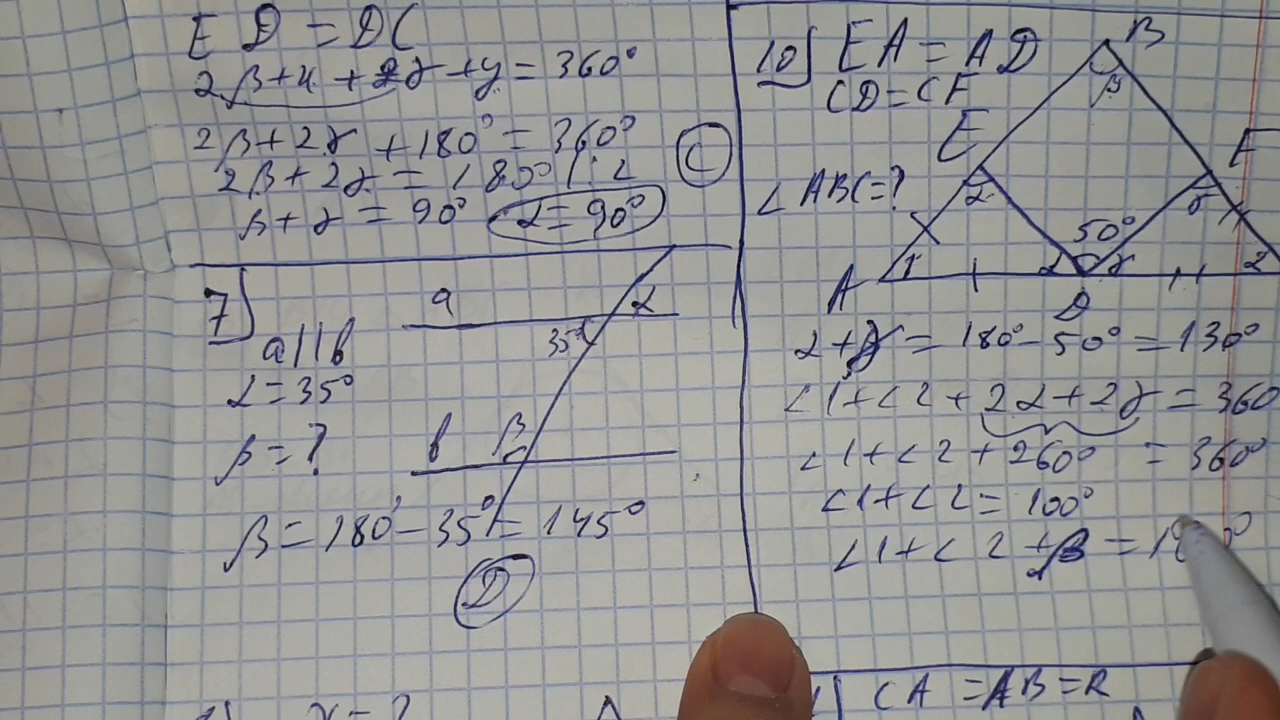 ED = DC
2β+x+2γ+y = 360°
2β+2γ+180° = 360°
2β+2γ = 180° | :2
β+γ = 90° α=90°
C
7)
a
α
35°
a||b
α=35°
β=?
b β
β=180°-35°=145°
D
10) EA = AD
CD=CF
∠ABC=?
B
β
E
F
α
γ
50°
A
1
α
γ
2
D
α+γ = 180°-50° = 130°
∠1+∠2+2α+2γ = 360
∠1+∠2+260° = 360°
∠1+∠2=100°
∠1+∠2+β = 180°
CA = AB = R